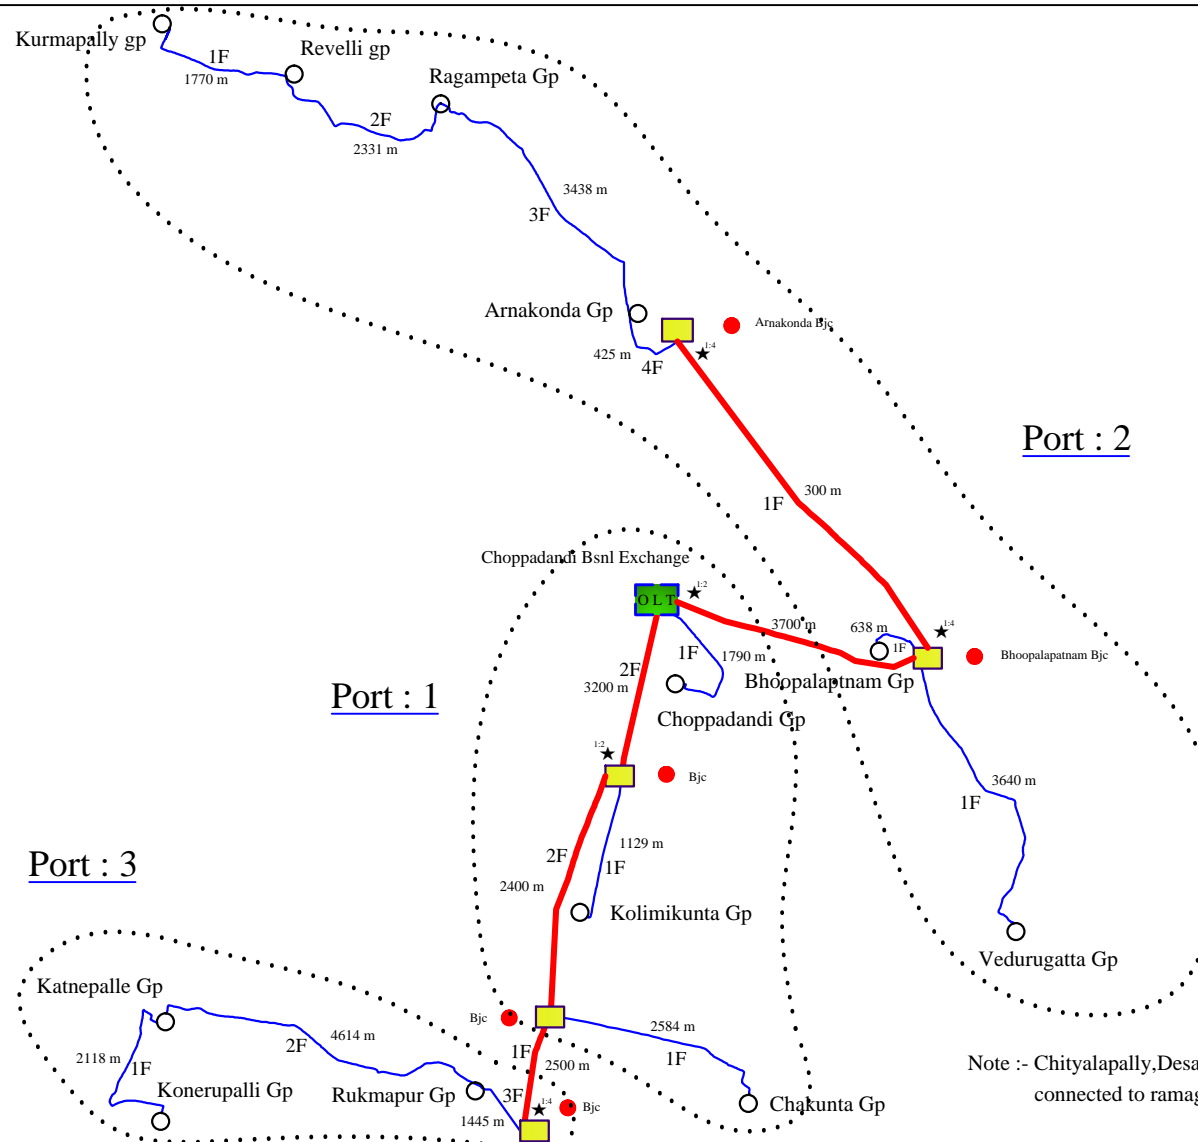 Kurmapally gp
1F
1770 m
Revelli gp
Ragampeta Gp
2F
2331 m
3438 m
3F
Arnakonda Gp
Arnakonda Bjc
1:4
425 m
4F
Port : 2
300 m
1F
Choppadandi Bsnl Exchange
1:2
O L T
3700 m
638 m
1:4
1F
Bhoopalapatnam Bjc
1F
1790 m
2F
3200 m
Bhoopalaptnam Gp
Port : 1
Choppadandi Gp
1:2
Bjc
3640 m
1F
1129 m
2F
1F
2400 m
Port : 3
Kolimikunta Gp
Vedurugatta Gp
Katnepalle Gp
Bjc
2584 m
4614 m
2F
1F
1F
2118 m
1F
2500 m
Note :- Chityalapally,Desa
connected to ramag
Konerupalli Gp
Rukmapur Gp
3F
1:4
Bjc
Chakunta Gp
1445 m